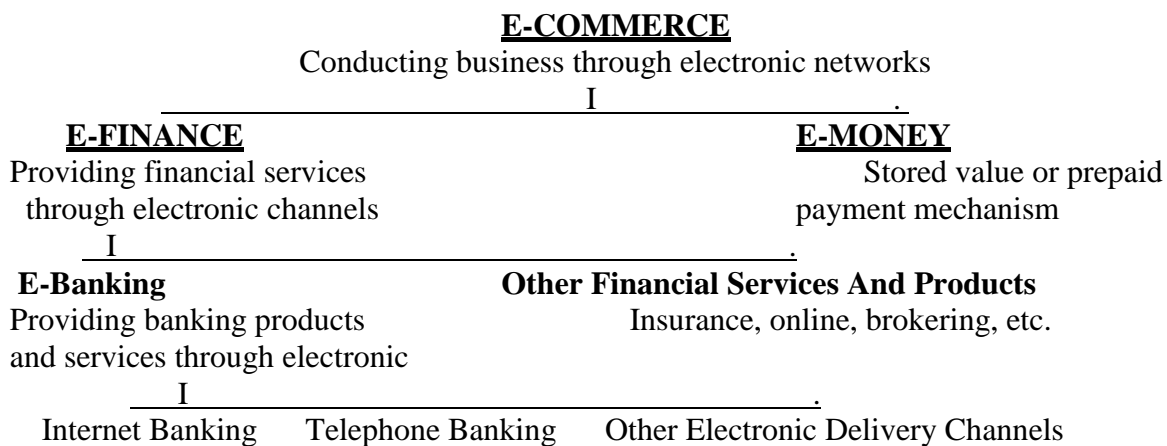 E-COMMERCE
Conducting business through electronic networks
I .
E-FINANCE E-MONEY
Providing financial services Stored value or prepaid
through electronic channels payment mechanism
I .
E-Banking Other Financial Services And Products
Providing banking products Insurance, online, brokering, etc.
and services through electronic
I .
Internet Banking Telephone Banking Other Electronic Delivery Channels